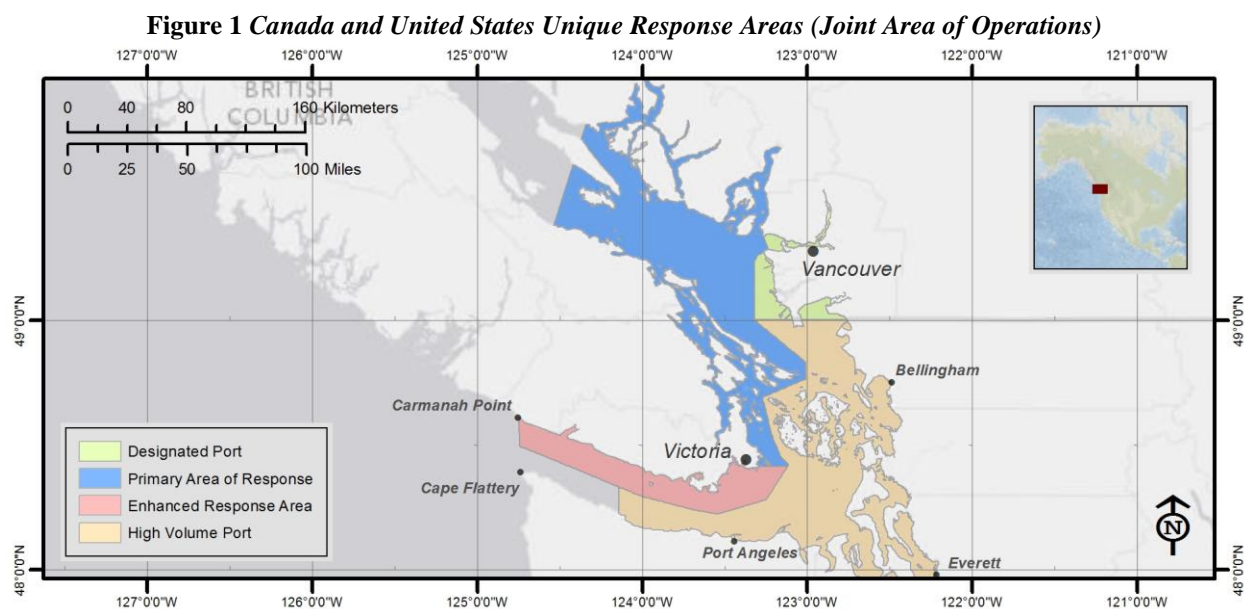 Figure 1 Canada and United States Unique Response Areas (Joint Area of Operations)
127°0'0"W 126°0'0"W 125°0'0"W 124°0'0"W 123°0'0"W 122°0'0"W 121°0'0"W
BRITISH
COLUMBIA
0 40 80 160 Kilometers
0 25 50 100 Miles
Vancouver
49°0'0"N
49°0'0"N
Bellingham
Carmanah Point
Victoria
Cape Flattery
Port Angeles
Everett
Designated Port
Primary Area of Response
Enhanced Response Area
High Volume Port
N
48°0'0"N
48°0'0"N
127°0'0"W 126°0'0"W 125°0'0"W 124°0'0"W 123°0'0"W 122°0'0"W 121°0'0"W